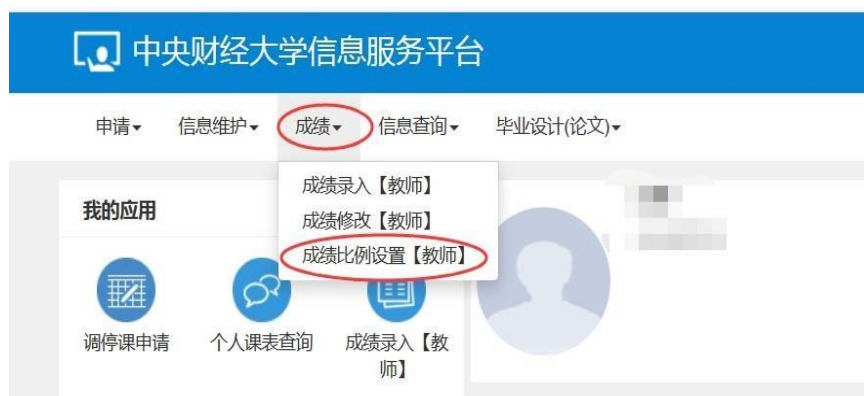 中央财经大学信息服务平台
申请▾ 信息维护▾ 成绩▾ 信息查询▾ 毕业设计(论文)▾
成绩录入【教师】
成绩修改【教师】
成绩比例设置【教师】
我的应用
调停课申请 个人课表查询 成绩录入【教
师】